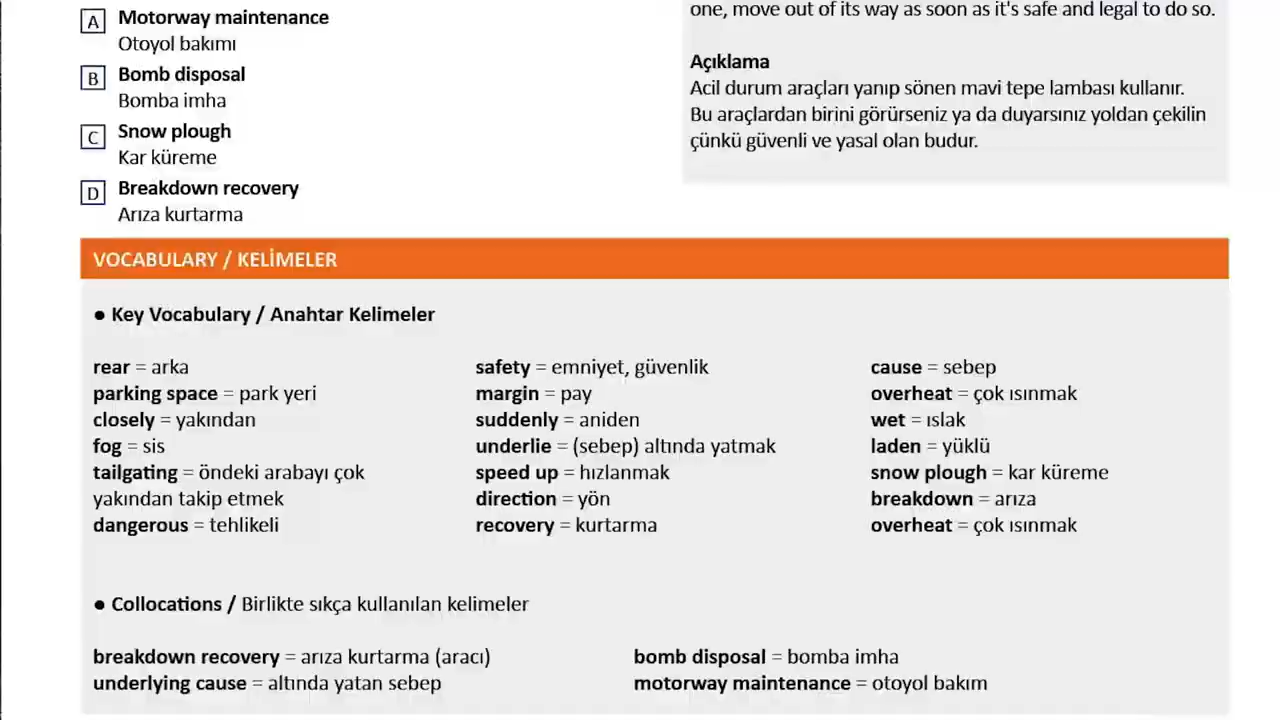 A Motorway maintenance
Otoyol bakımı
B Bomb disposal
Bomba imha
C Snow plough
Kar küreme
D Breakdown recovery
Arıza kurtarma
one, move out of its way as soon as it's safe and legal to do so.
Açıklama
Acil durum araçları yanıp sönen mavi tepe lambası kullanır.
Bu araçlardan birini görürseniz ya da duyarsınız yoldan çekilin
çünkü güvenli ve yasal olan budur.
VOCABULARY / KELİMELER
● Key Vocabulary / Anahtar Kelimeler
rear = arka
parking space = park yeri
closely = yakından
fog = sis
tailgating = öndeki arabayı çok
yakından takip etmek
dangerous = tehlikeli
safety = emniyet, güvenlik
margin = pay
suddenly = aniden
underlie = (sebep) altında yatmak
speed up = hızlanmak
direction = yön
recovery = kurtarma
cause = sebep
overheat = çok ısınmak
wet = ıslak
laden = yüklü
snow plough = kar küreme
breakdown = arıza
overheat = çok ısınmak
● Collocations / Birlikte sıkça kullanılan kelimeler
breakdown recovery = arıza kurtarma (aracı)
underlying cause = altında yatan sebep
bomb disposal = bomba imha
motorway maintenance = otoyol bakım